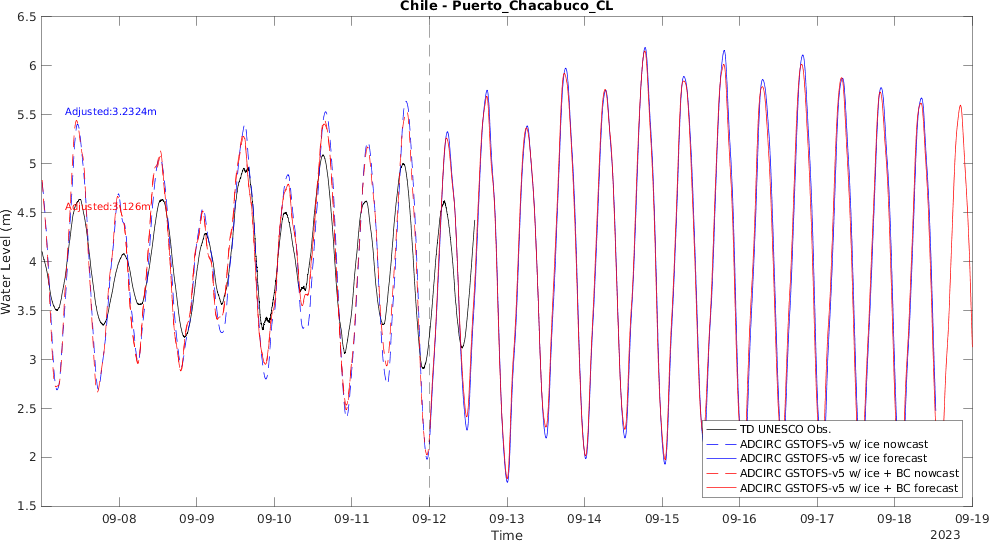 Chile - Puerto_Chacabuco_CL
6.5
6
5.5
5
4.5
4
3.5
3
2.5
2
1.5
Water Level (m)
Adjusted:3.2324m
Adjusted:3.126m
TD UNESCO Obs.
ADCIRC GSTOFS-v5 w/ ice nowcast
ADCIRC GSTOFS-v5 w/ ice forecast
ADCIRC GSTOFS-v5 w/ ice + BC nowcast
ADCIRC GSTOFS-v5 w/ ice + BC forecast
09-08 09-09 09-10 09-11 09-12 09-13 09-14 09-15 09-16 09-17 09-18 09-19
Time
2023